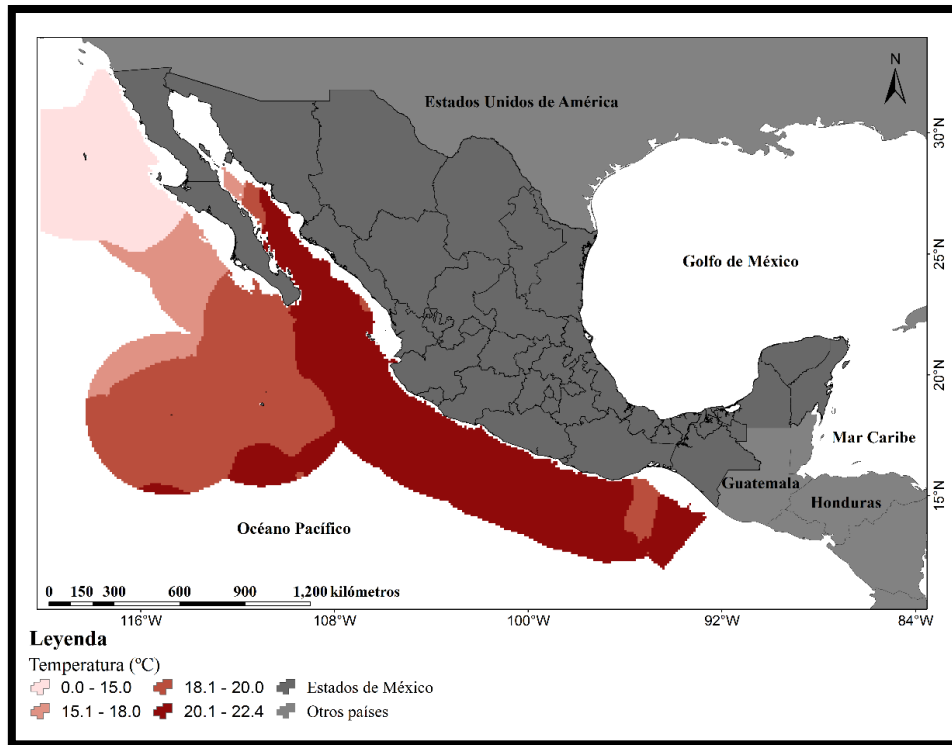 N
Estados Unidos de América
30°N
25°N
Golfo de México
20°N
Mar Caribe
Guatemala
15°N
Honduras
Océano Pacífico
0 150 300 600 900 1,200 kilómetros
116°W 108°W 100°W 92°W 84°W
Leyenda
Temperatura (°C)
0.0 - 15.0 18.1 - 20.0 Estados de México
15.1 - 18.0 20.1 - 22.4 Otros países